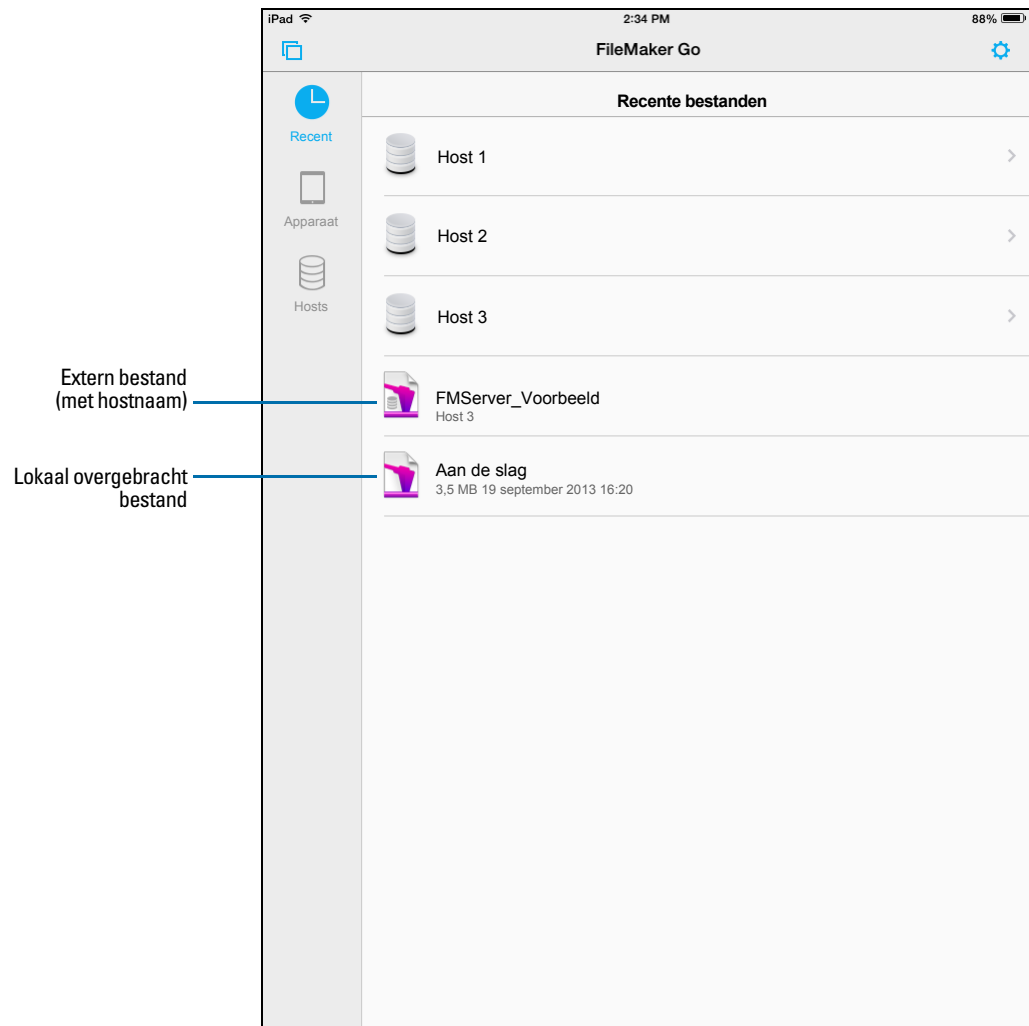 iPad 2:34 PM 88%
FileMaker Go
Recent
Apparaat
Hosts
Recente bestanden
Host 1
Host 2
Host 3
Extern bestand
(met hostnaam)
FMServer_Voorbeeld
Host 3
Lokaal overgebracht
bestand
Aan de slag
3,5 MB 19 september 2013 16:20